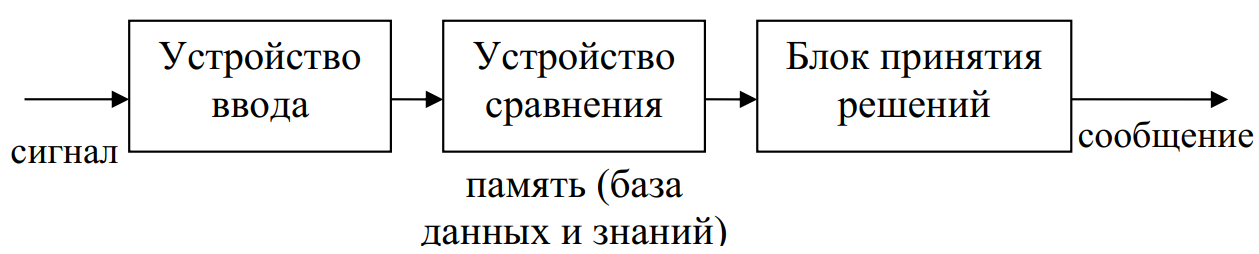 Устройство
ввода
Устройство
сравнения
Блок принятия
решений
сигнал
сообщение
память (база
данных и знаний)